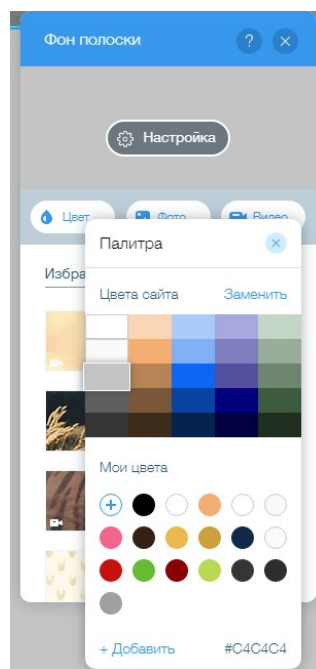 Фон полоски ?
Настройка
Цвет Фото Видео
Палитра
Избра
Цвета сайта Заменить
Мои цвета
+ Добавить #C4C4C4